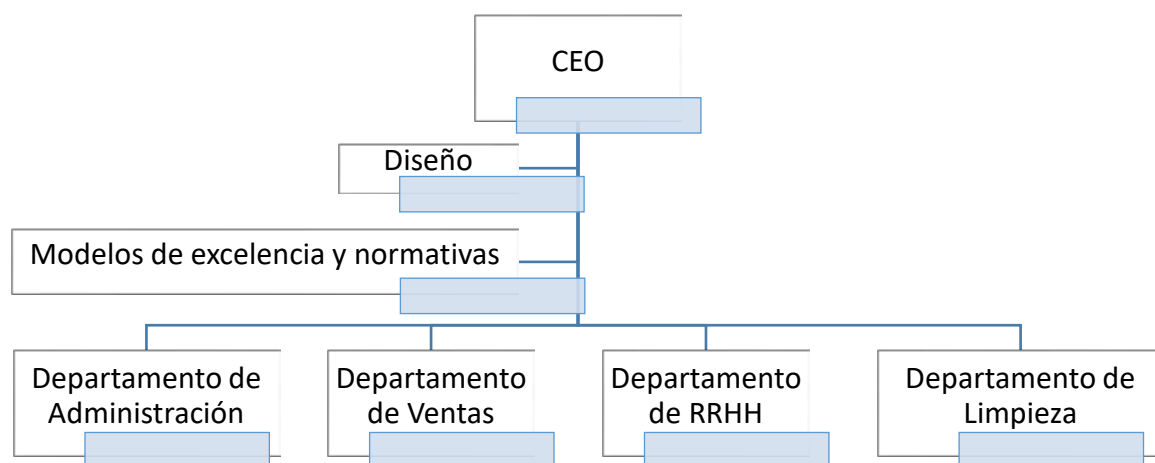 CEO
Diseño
Modelos de excelencia y normativas
Departamento de
Administración
Departamento
de Ventas
Departamento
de RRHH
Departamento de
Limpieza